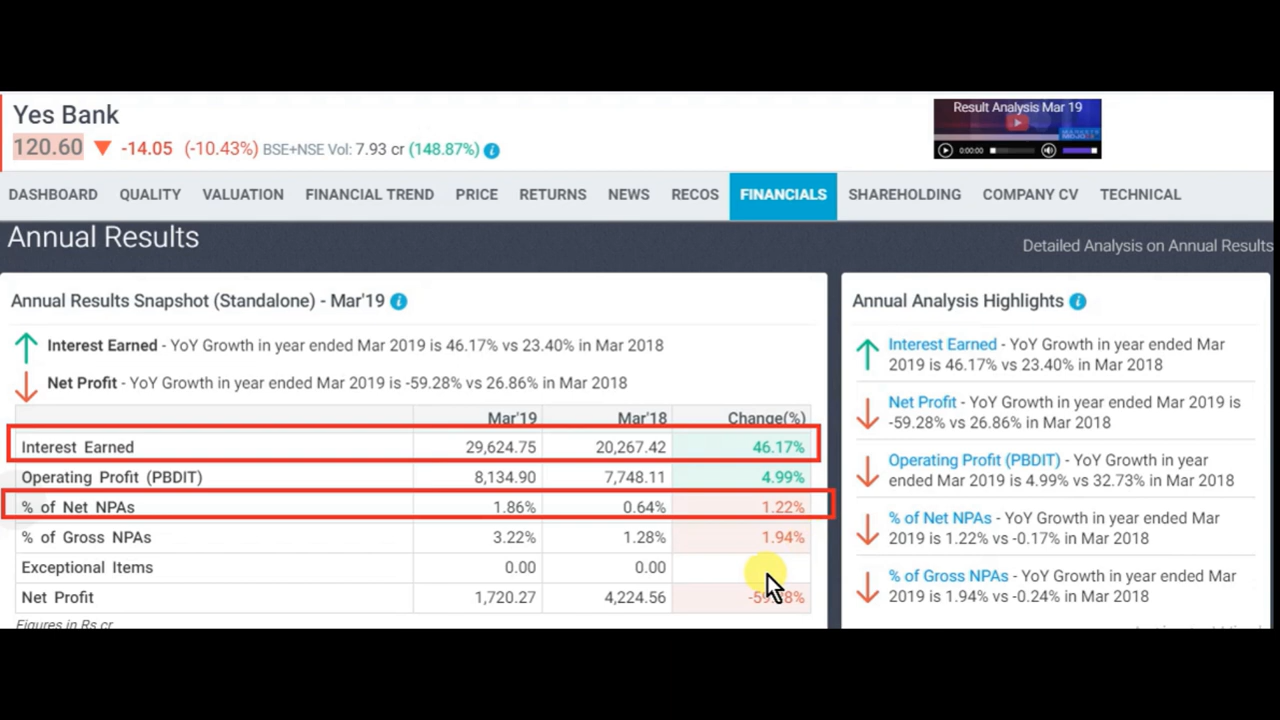 Yes Bank
120.60 -14.05 (-10.43%) BSE+NSE Vol: 7.93 cr (148.87%)
Result Analysis Mar 19
0:00:00
DASHBOARD QUALITY VALUATION FINANCIAL TREND PRICE RETURNS NEWS RECOS FINANCIALS SHAREHOLDING COMPANY CV TECHNICAL
Annual Results
Detailed Analysis on Annual Results
Annual Results Snapshot (Standalone) - Mar'19
Interest Earned - YoY Growth in year ended Mar 2019 is 46.17% vs 23.40% in Mar 2018
Net Profit - YoY Growth in year ended Mar 2019 is -59.28% vs 26.86% in Mar 2018
Mar'19 Mar'18 Change(%)
Interest Earned 29,624.75 20,267.42 46.17%
Operating Profit (PBDIT) 8,134.90 7,748.11 4.99%
% of Net NPAs 1.86% 0.64% 1.22%
% of Gross NPAs 3.22% 1.28% 1.94%
Exceptional Items 0.00 0.00
Net Profit 1,720.27 4,224.56
Figures in Rs cr
Annual Analysis Highlights
Interest Earned - YoY Growth in year ended Mar
2019 is 46.17% vs 23.40% in Mar 2018
Net Profit - YoY Growth in year ended Mar 2019 is
-59.28% vs 26.86% in Mar 2018
Operating Profit (PBDIT) - YoY Growth in year
ended Mar 2019 is 4.99% vs 32.73% in Mar 2018
% of Net NPAs - YoY Growth in year ended Mar
2019 is 1.22% vs -0.17% in Mar 2018
% of Gross NPAs - YoY Growth in year ended Mar
2019 is 1.94% vs -0.24% in Mar 2018